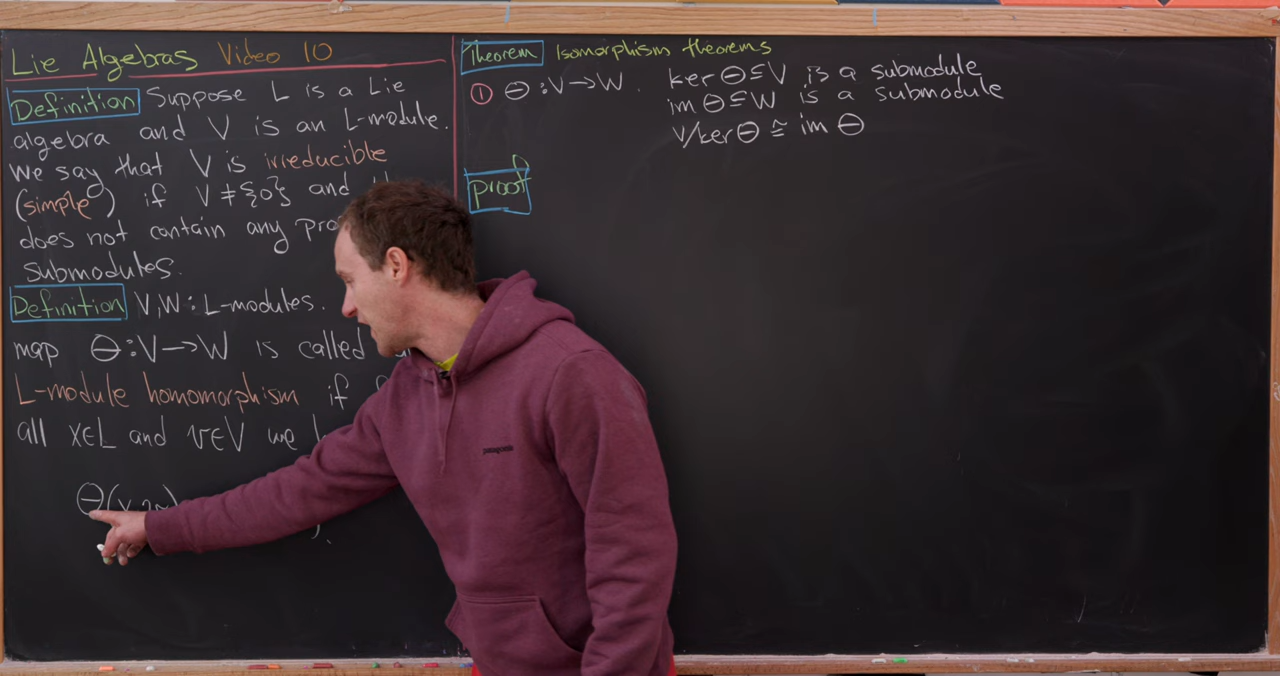 Lie Algebras Video 10
Definition Suppose L is a Lie
algebra and V is an L-module.
We say that V is irreducible
(simple) if V≠{0} and
does not contain any
submodules.
Definition V,W: L-modules.
map Θ:V→W is called
L-module homomorphism if
all x∈L and v∈V we
Θ(
Theorem Isomorphism theorems
① Θ:V→W. ker Θ⊆V is a submodule
im Θ⊆W is a submodule
V/ker Θ ≅ im Θ
proof
patagonia